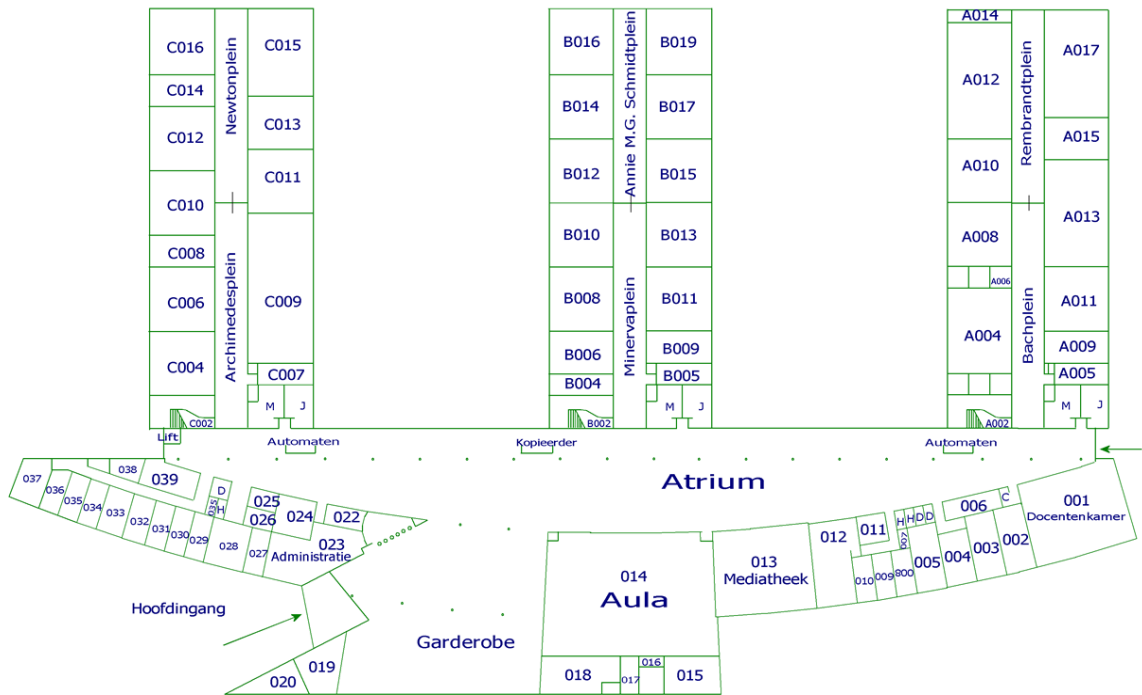 C016
C014
C012
C010
C008
C006
C004
C002
Newtonplein
Archimedesplein
C015
C013
C011
C009
C007
M
J
B016
B014
B012
B010
B008
B006
B004
B002
Annie M.G. Schmidtplein
Minervaplein
B019
B017
B015
B013
B011
B009
B005
M
J
A014
A012
A010
A008
A006
A004
A002
Rembrandtplein
Bachplein
A017
A015
A013
A011
A009
A005
M
J
Lift
Automaten
Kopieerder
Automaten
Atrium
037
036
035
034
033
032
031
030
029
028
027
038
039
D
H
035
025
026
024
022
023
Administratie
Hoofdingang
020
019
Garderobe
014
Aula
018
017
016
015
013
Mediatheek
012
011
010
009
008
007
H
H
D
D
005
006
C
004
003
002
001
Docentenkamer